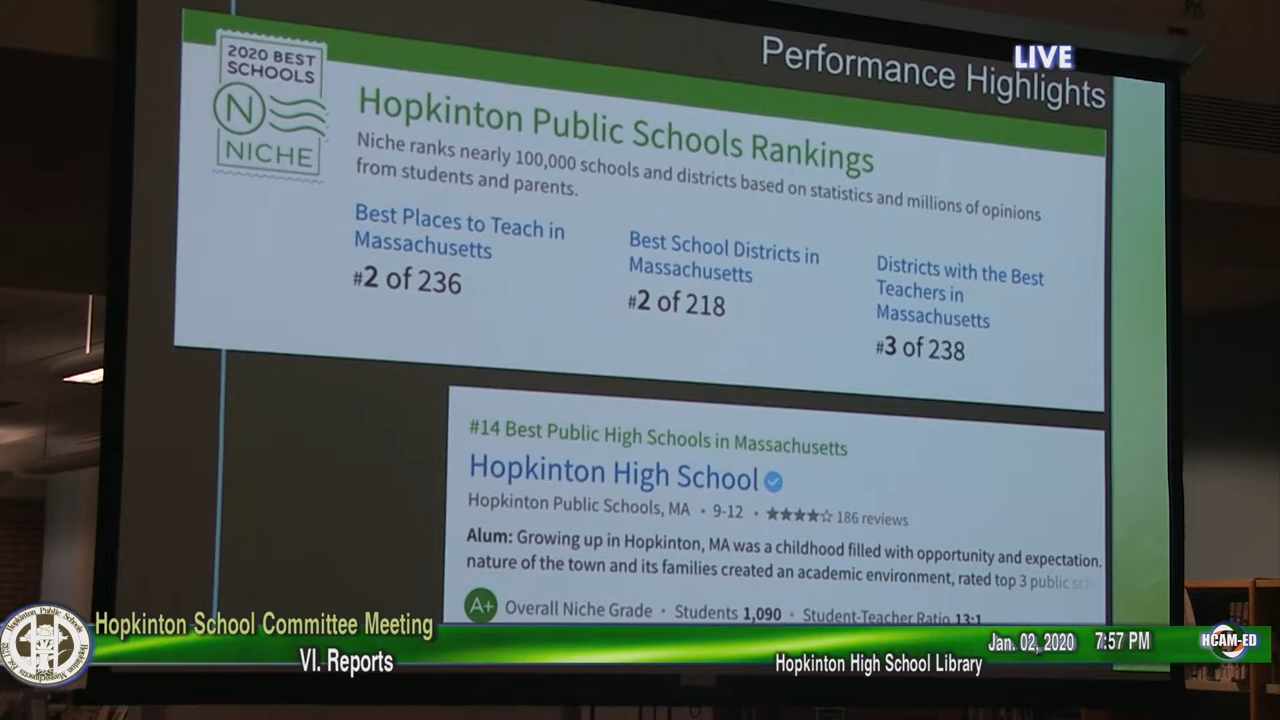 LIVE
Performance Highlights
2020 BEST
SCHOOLS
N
NICHE
Hopkinton Public Schools Rankings
Niche ranks nearly 100,000 schools and districts based on statistics and millions of opinions
from students and parents.
Best Places to Teach in
Massachusetts
#2 of 236
Best School Districts in
Massachusetts
#2 of 218
Districts with the Best
Teachers in
Massachusetts
#3 of 238
#14 Best Public High Schools in Massachusetts
Hopkinton High School
Hopkinton Public Schools, MA • 9-12 • ★★★★☆ 186 reviews
Alum: Growing up in Hopkinton, MA was a childhood filled with opportunity and expectation.
nature of the town and its families created an academic environment, rated top 3 public sch
A+ Overall Niche Grade • Students 1,090 • Student-Teacher Ratio 13:1
Hopkinton School Committee Meeting
VI. Reports
Jan. 02, 2020 7:57 PM
Hopkinton High School Library
HCAM-ED